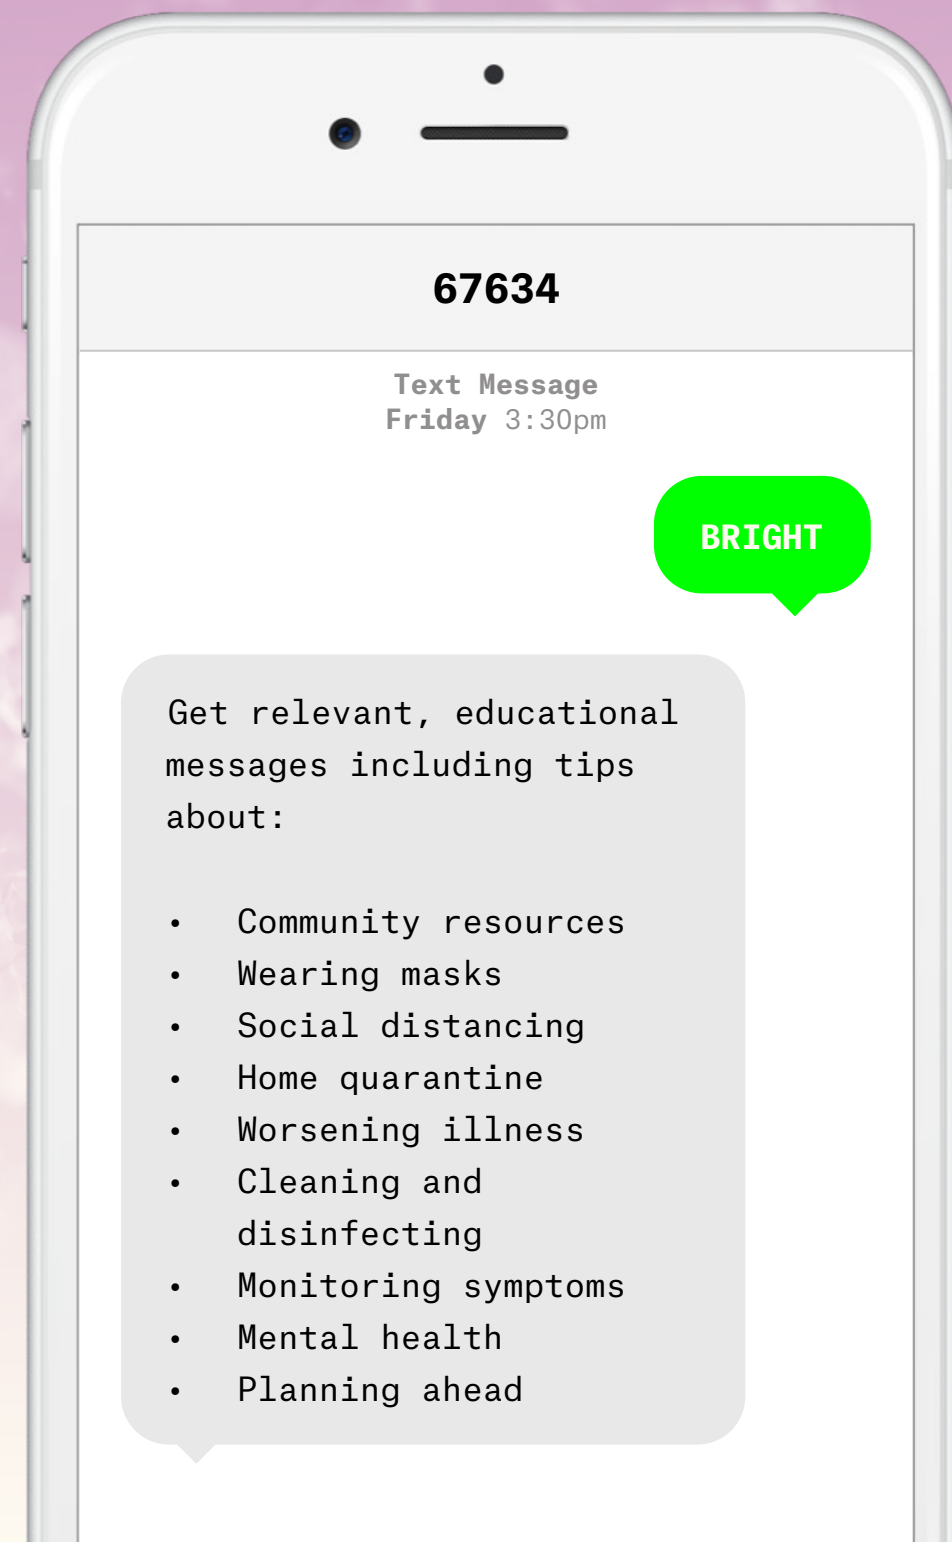 67634
Text Message
Friday 3:30pm
BRIGHT
Get relevant, educational
messages including tips
about:
• Community resources
• Wearing masks
• Social distancing
• Home quarantine
• Worsening illness
• Cleaning and
disinfecting
• Monitoring symptoms
• Mental health
• Planning ahead